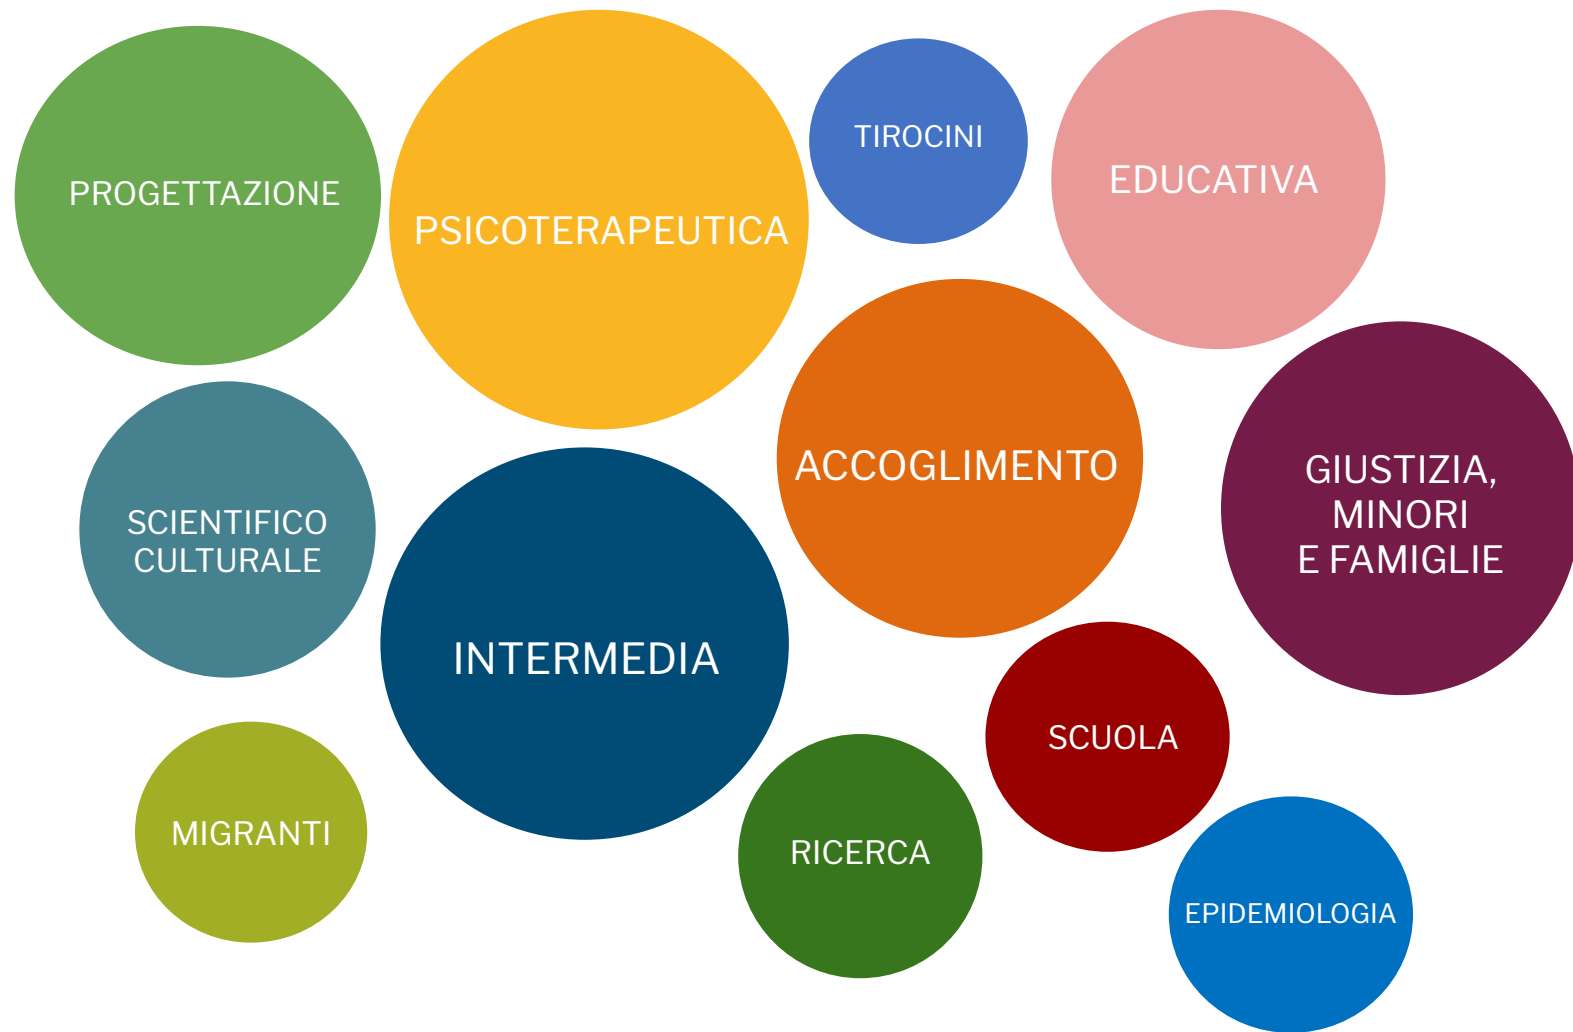 PROGETTAZIONE
PSICOTERAPEUTICA
TIROCINI
EDUCATIVA
SCIENTIFICO
CULTURALE
INTERMEDIA
ACCOGLIMENTO
GIUSTIZIA,
MINORI
E FAMIGLIE
MIGRANTI
RICERCA
SCUOLA
EPIDEMIOLOGIA